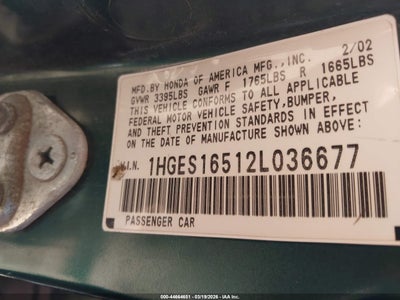 MFD.BY HONDA OF AMERICA MFG.,INC. 2/02
GVWR 3395LBS GAWR F 1765LBS R 1665LBS
THIS VEHICLE CONFORMS TO ALL APPLICABLE
FEDERAL MOTOR VEHICLE SAFETY,BUMPER,
AND THEFT PREVENTION STANDARDS IN EFFECT
ON THE DATE OF MANUFACTURE SHOWN ABOVE:
V.I.N. 1HGES16512L036677
PASSENGER CAR
000-44664681 - 03/19/2026 - IAA Inc.